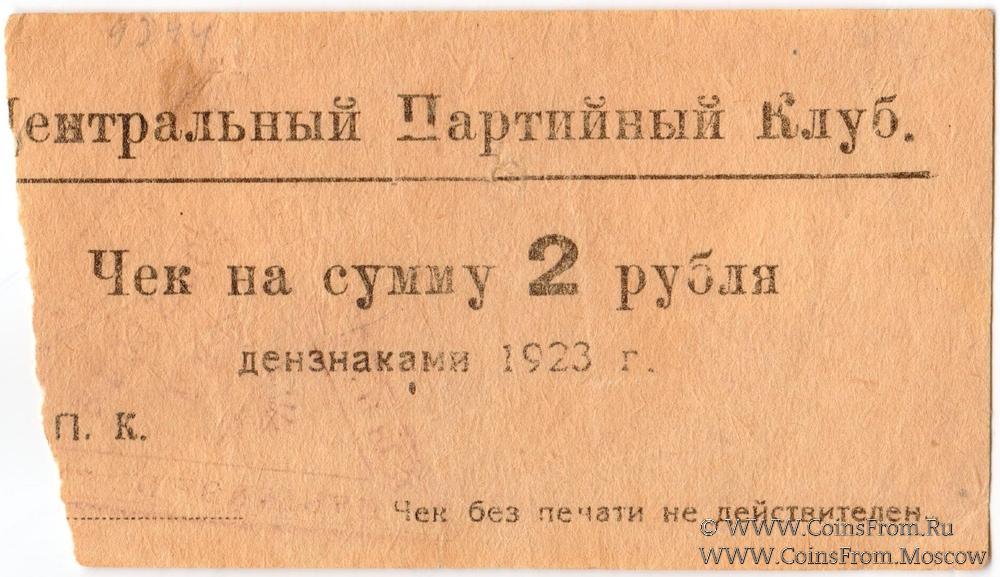 9344
Центральный Партийный Клуб.
Чек на сумму 2 рубля
дензнаками 1923 г.
П. К.
Чек без печати не действителен.
© WWW.CoinsFrom.Ru
WWW.CoinsFrom.Moscow